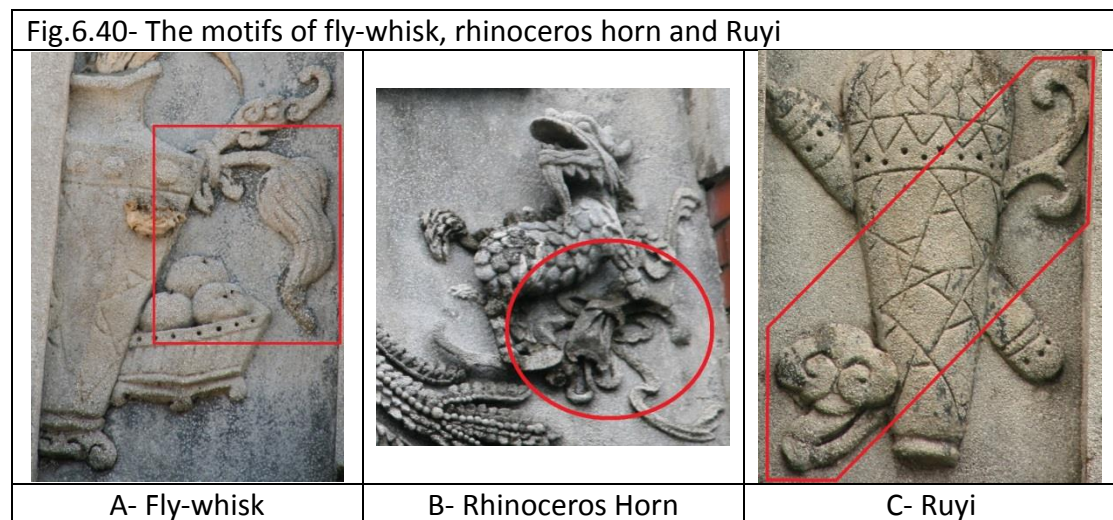 Fig.6.40- The motifs of fly-whisk, rhinoceros horn and Ruyi
A- Fly-whisk
B- Rhinoceros Horn
C- Ruyi